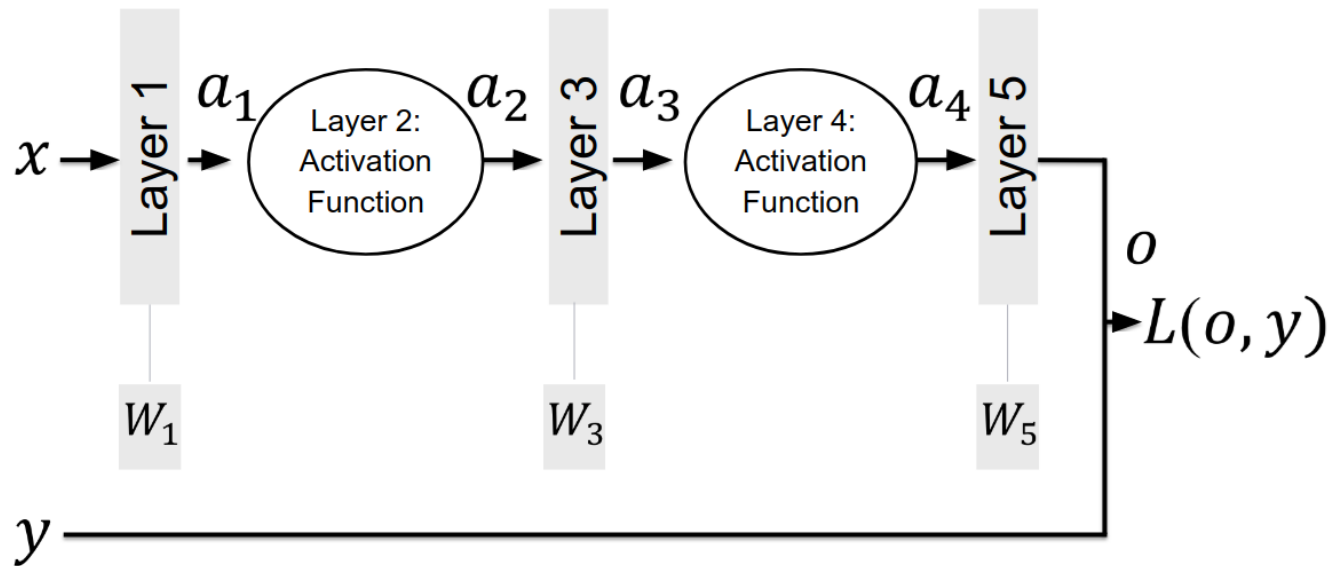 x
Layer 1
a₁
Layer 2:
Activation
Function
a₂
Layer 3
a₃
Layer 4:
Activation
Function
a₄
Layer 5
o
L(o, y)
W₁
W₃
W₅
y